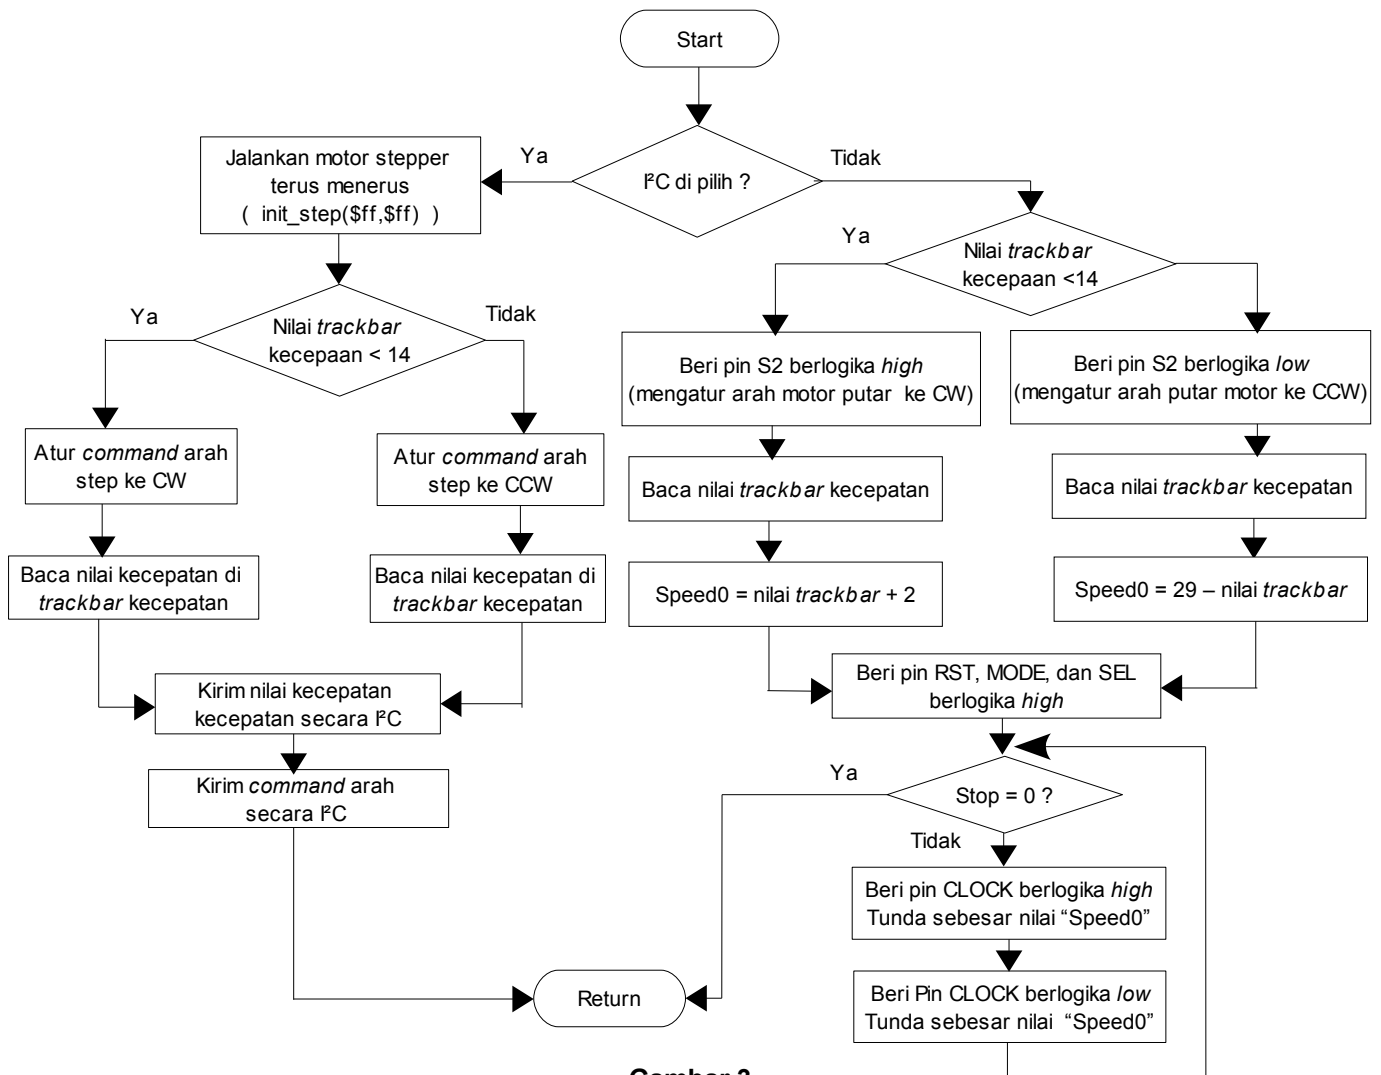 Start
I²C di pilih ?
Ya
Tidak
Jalankan motor stepper
terus menerus
( init_step($ff,$ff) )
Nilai trackbar
kecepaan < 14
Ya
Tidak
Atur command arah
step ke CW
Atur command arah
step ke CCW
Baca nilai kecepatan di
trackbar kecepatan
Baca nilai kecepatan di
trackbar kecepatan
Kirim nilai kecepatan
kecepatan secara I²C
Kirim command arah
secara I²C
Nilai trackbar
kecepaan <14
Ya
Beri pin S2 berlogika high
(mengatur arah motor putar ke CW)
Beri pin S2 berlogika low
(mengatur arah putar motor ke CCW)
Baca nilai trackbar kecepatan
Baca nilai trackbar kecepatan
Speed0 = nilai trackbar + 2
Speed0 = 29 – nilai trackbar
Beri pin RST, MODE, dan SEL
berlogika high
Stop = 0 ?
Ya
Tidak
Beri pin CLOCK berlogika high
Tunda sebesar nilai “Speed0”
Beri Pin CLOCK berlogika low
Tunda sebesar nilai “Speed0”
Return